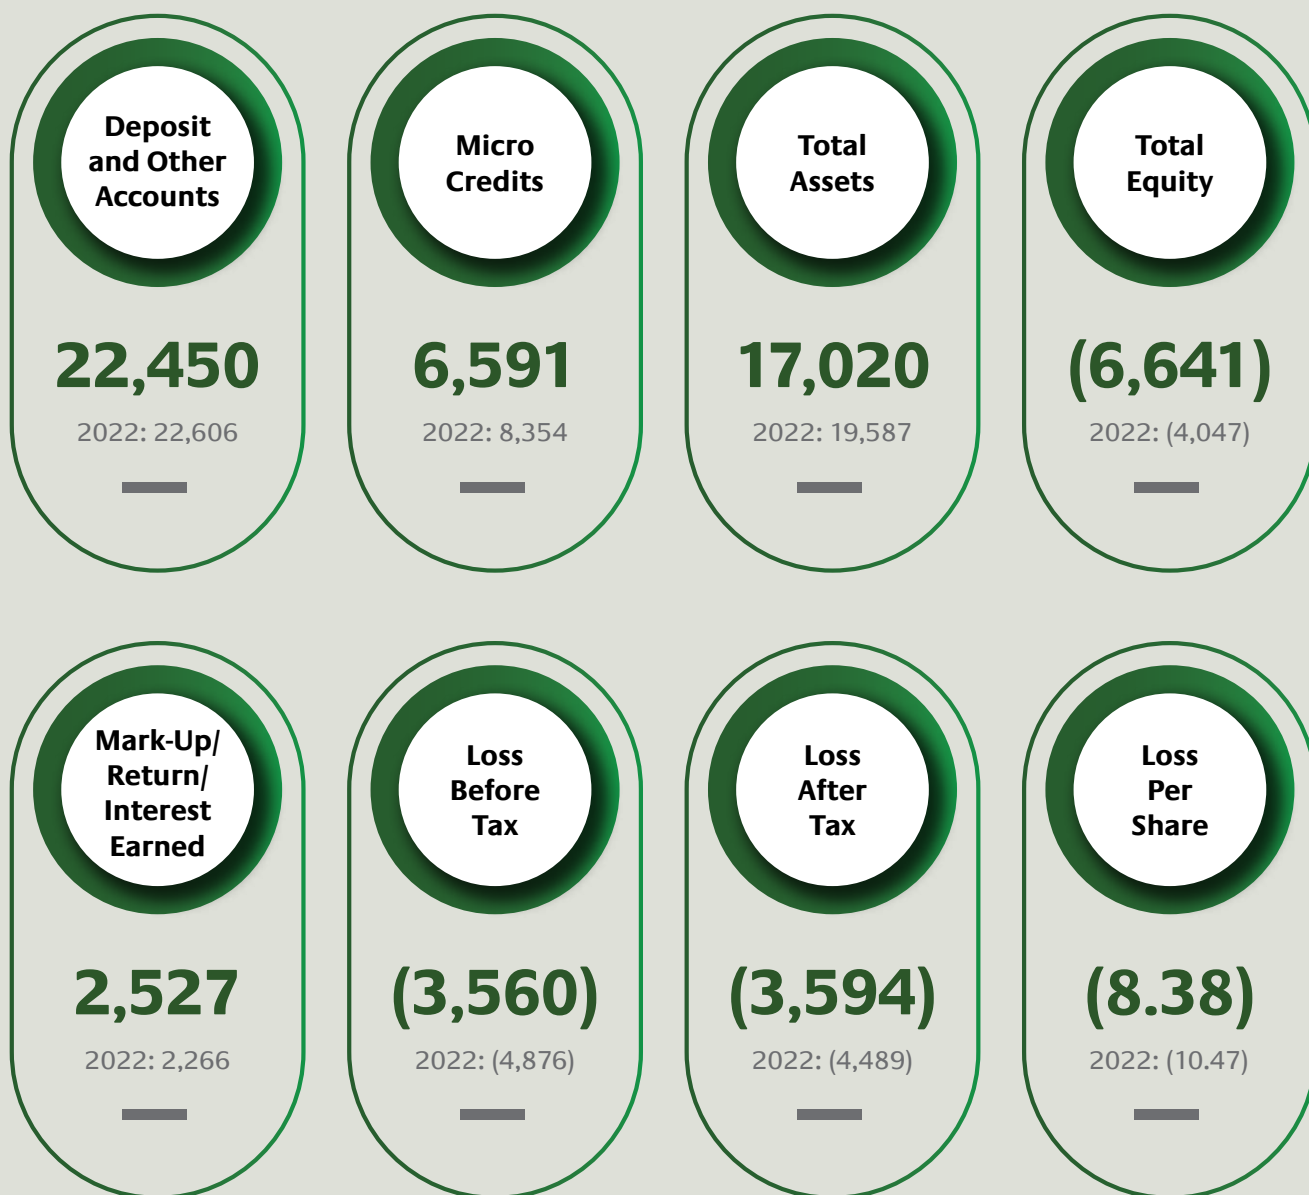 Deposit
and Other
Accounts
22,450
2022: 22,606
Micro
Credits
6,591
2022: 8,354
Total
Assets
17,020
2022: 19,587
Total
Equity
(6,641)
2022: (4,047)
Mark-Up/
Return/
Interest
Earned
2,527
2022: 2,266
Loss
Before
Tax
(3,560)
2022: (4,876)
Loss
After
Tax
(3,594)
2022: (4,489)
Loss
Per
Share
(8.38)
2022: (10.47)